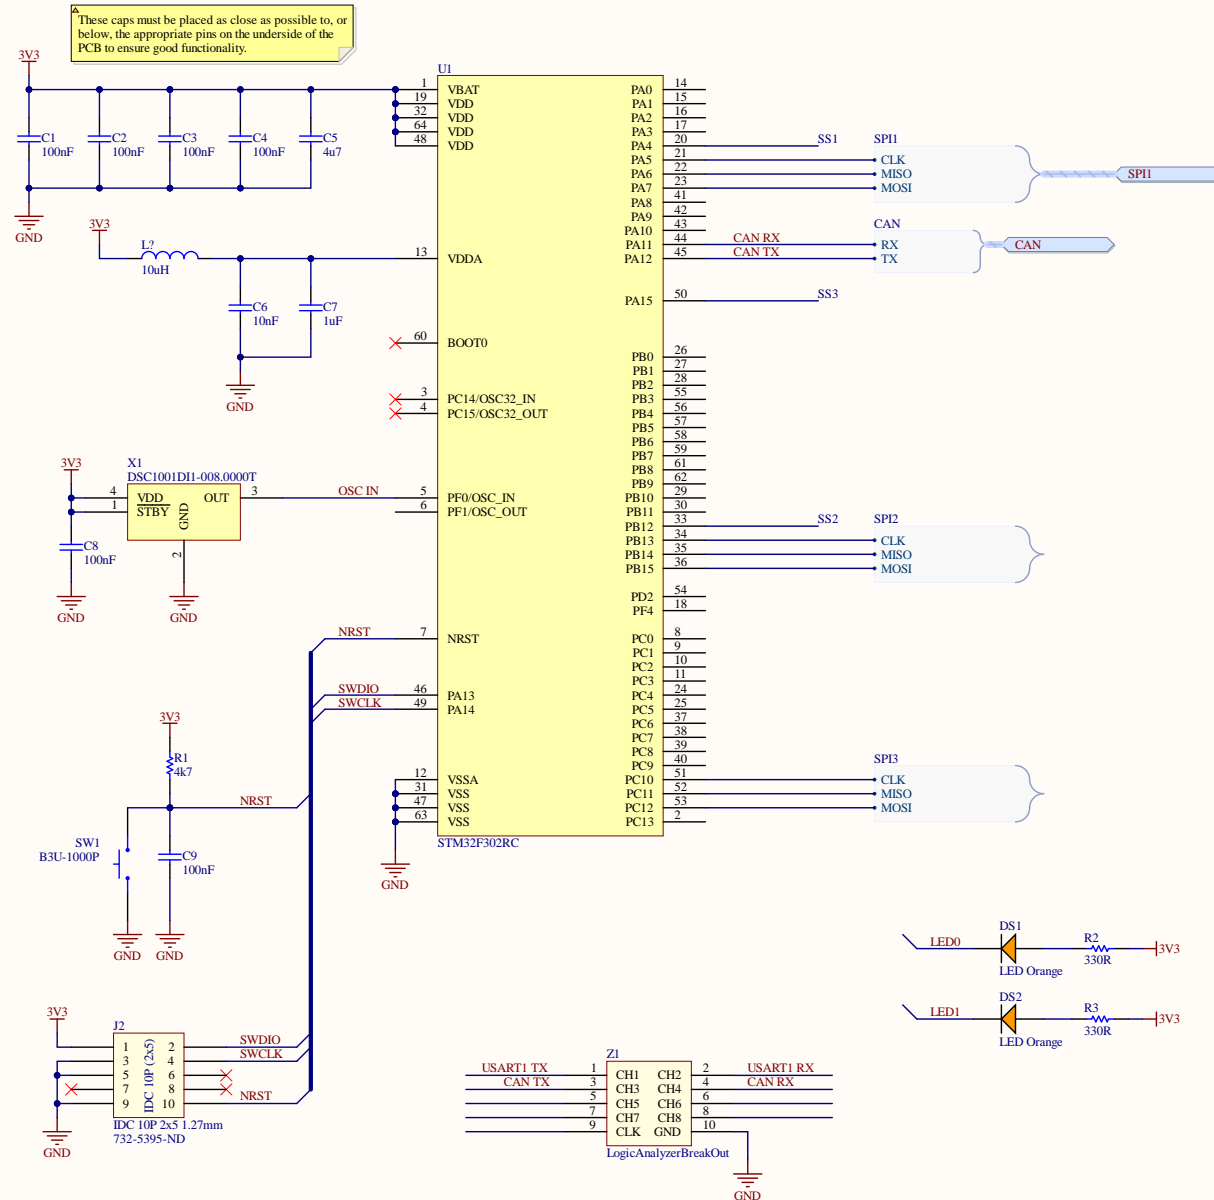 These caps must be placed as close as possible to, or
below, the appropriate pins on the underside of the
PCB to ensure good functionality.
3V3
C1
100nF
C2
100nF
C3
100nF
C4
100nF
C5
4u7
GND
3V3
L?
10uH
C6
10nF
C7
1uF
GND
3V3
X1
DSC1001DI1-008.0000T
4 VDD
1 STBY
OUT 3
GND
2
C8
100nF
GND
GND
OSC IN
NRST
SWDIO
SWCLK
3V3
R1
4k7
NRST
SW1
B3U-1000P
C9
100nF
GND
GND
3V3
J2
IDC 10P (2x5)
1 2 SWDIO
3 4 SWCLK
5 6
7 8
9 10 NRST
IDC 10P 2x5 1.27mm
732-5395-ND
GND
U1
1 VBAT
19 VDD
32 VDD
64 VDD
48 VDD
13 VDDA
60 BOOT0
3 PC14/OSC32_IN
4 PC15/OSC32_OUT
5 PF0/OSC_IN
6 PF1/OSC_OUT
7 NRST
46 PA13
49 PA14
12 VSSA
31 VSS
47 VSS
63 VSS
GND
STM32F302RC
PA0 14
PA1 15
PA2 16
PA3 17
PA4 20 SS1
PA5 21
PA6 22
PA7 23
PA8 41
PA9 42
PA10 43
PA11 44 CAN RX
PA12 45 CAN TX
PA15 50 SS3
PB0 26
PB1 27
PB2 28
PB3 55
PB4 56
PB5 57
PB6 58
PB7 59
PB8 61
PB9 62
PB10 29
PB11 30
PB12 33 SS2
PB13 34
PB14 35
PB15 36
PD2 54
PF4 18
PC0 8
PC1 9
PC2 10
PC3 11
PC4 24
PC5 25
PC6 37
PC7 38
PC8 39
PC9 40
PC10 51
PC11 52
PC12 53
PC13 2
SPI1
CLK
MISO
MOSI
SPI1
CAN
RX
TX
CAN
SPI2
CLK
MISO
MOSI
SPI3
CLK
MISO
MOSI
LED0
DS1
LED Orange
R2
330R
3V3
LED1
DS2
LED Orange
R3
330R
3V3
Z1
USART1 TX 1 CH1 CH2 2 USART1 RX
CAN TX 3 CH3 CH4 4 CAN RX
5 CH5 CH6 6
7 CH7 CH8 8
9 CLK GND 10
LogicAnalyzerBreakOut
GND